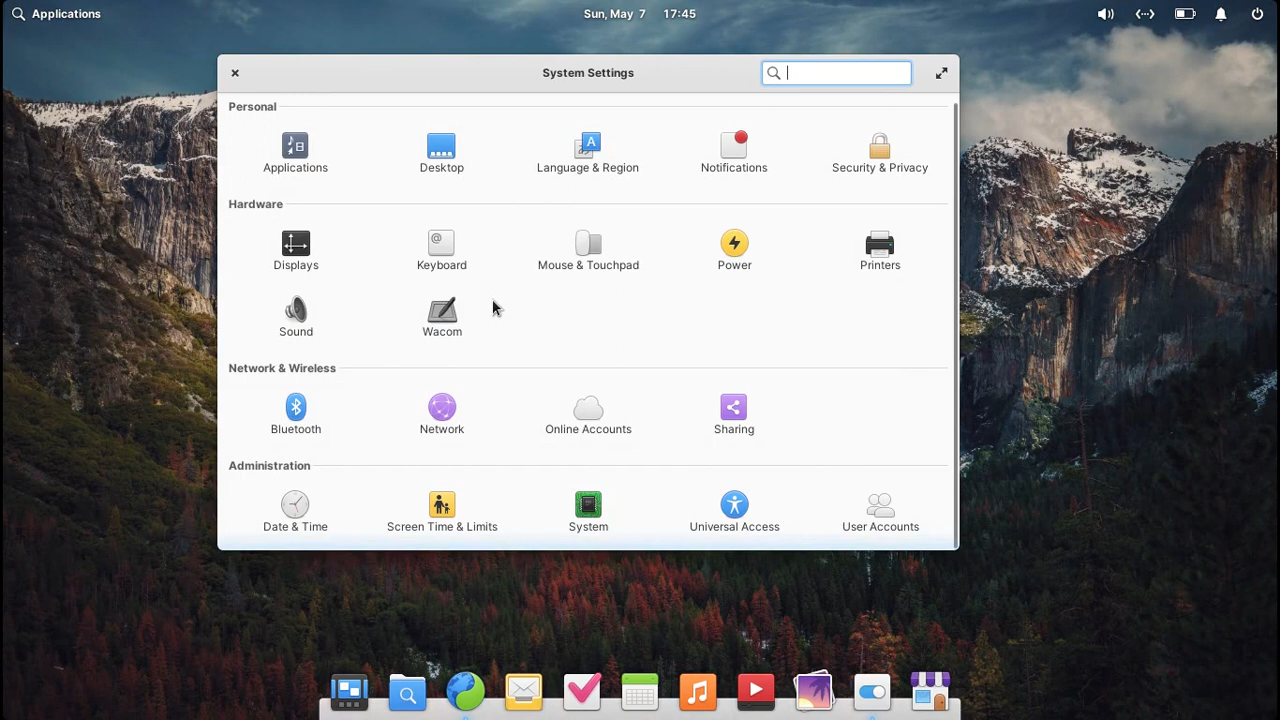 Applications
Sun, May 7 17:45
System Settings
Personal
Applications
Desktop
Language & Region
Notifications
Security & Privacy
Hardware
Displays
Keyboard
Mouse & Touchpad
Power
Printers
Sound
Wacom
Network & Wireless
Bluetooth
Network
Online Accounts
Sharing
Administration
Date & Time
Screen Time & Limits
System
Universal Access
User Accounts